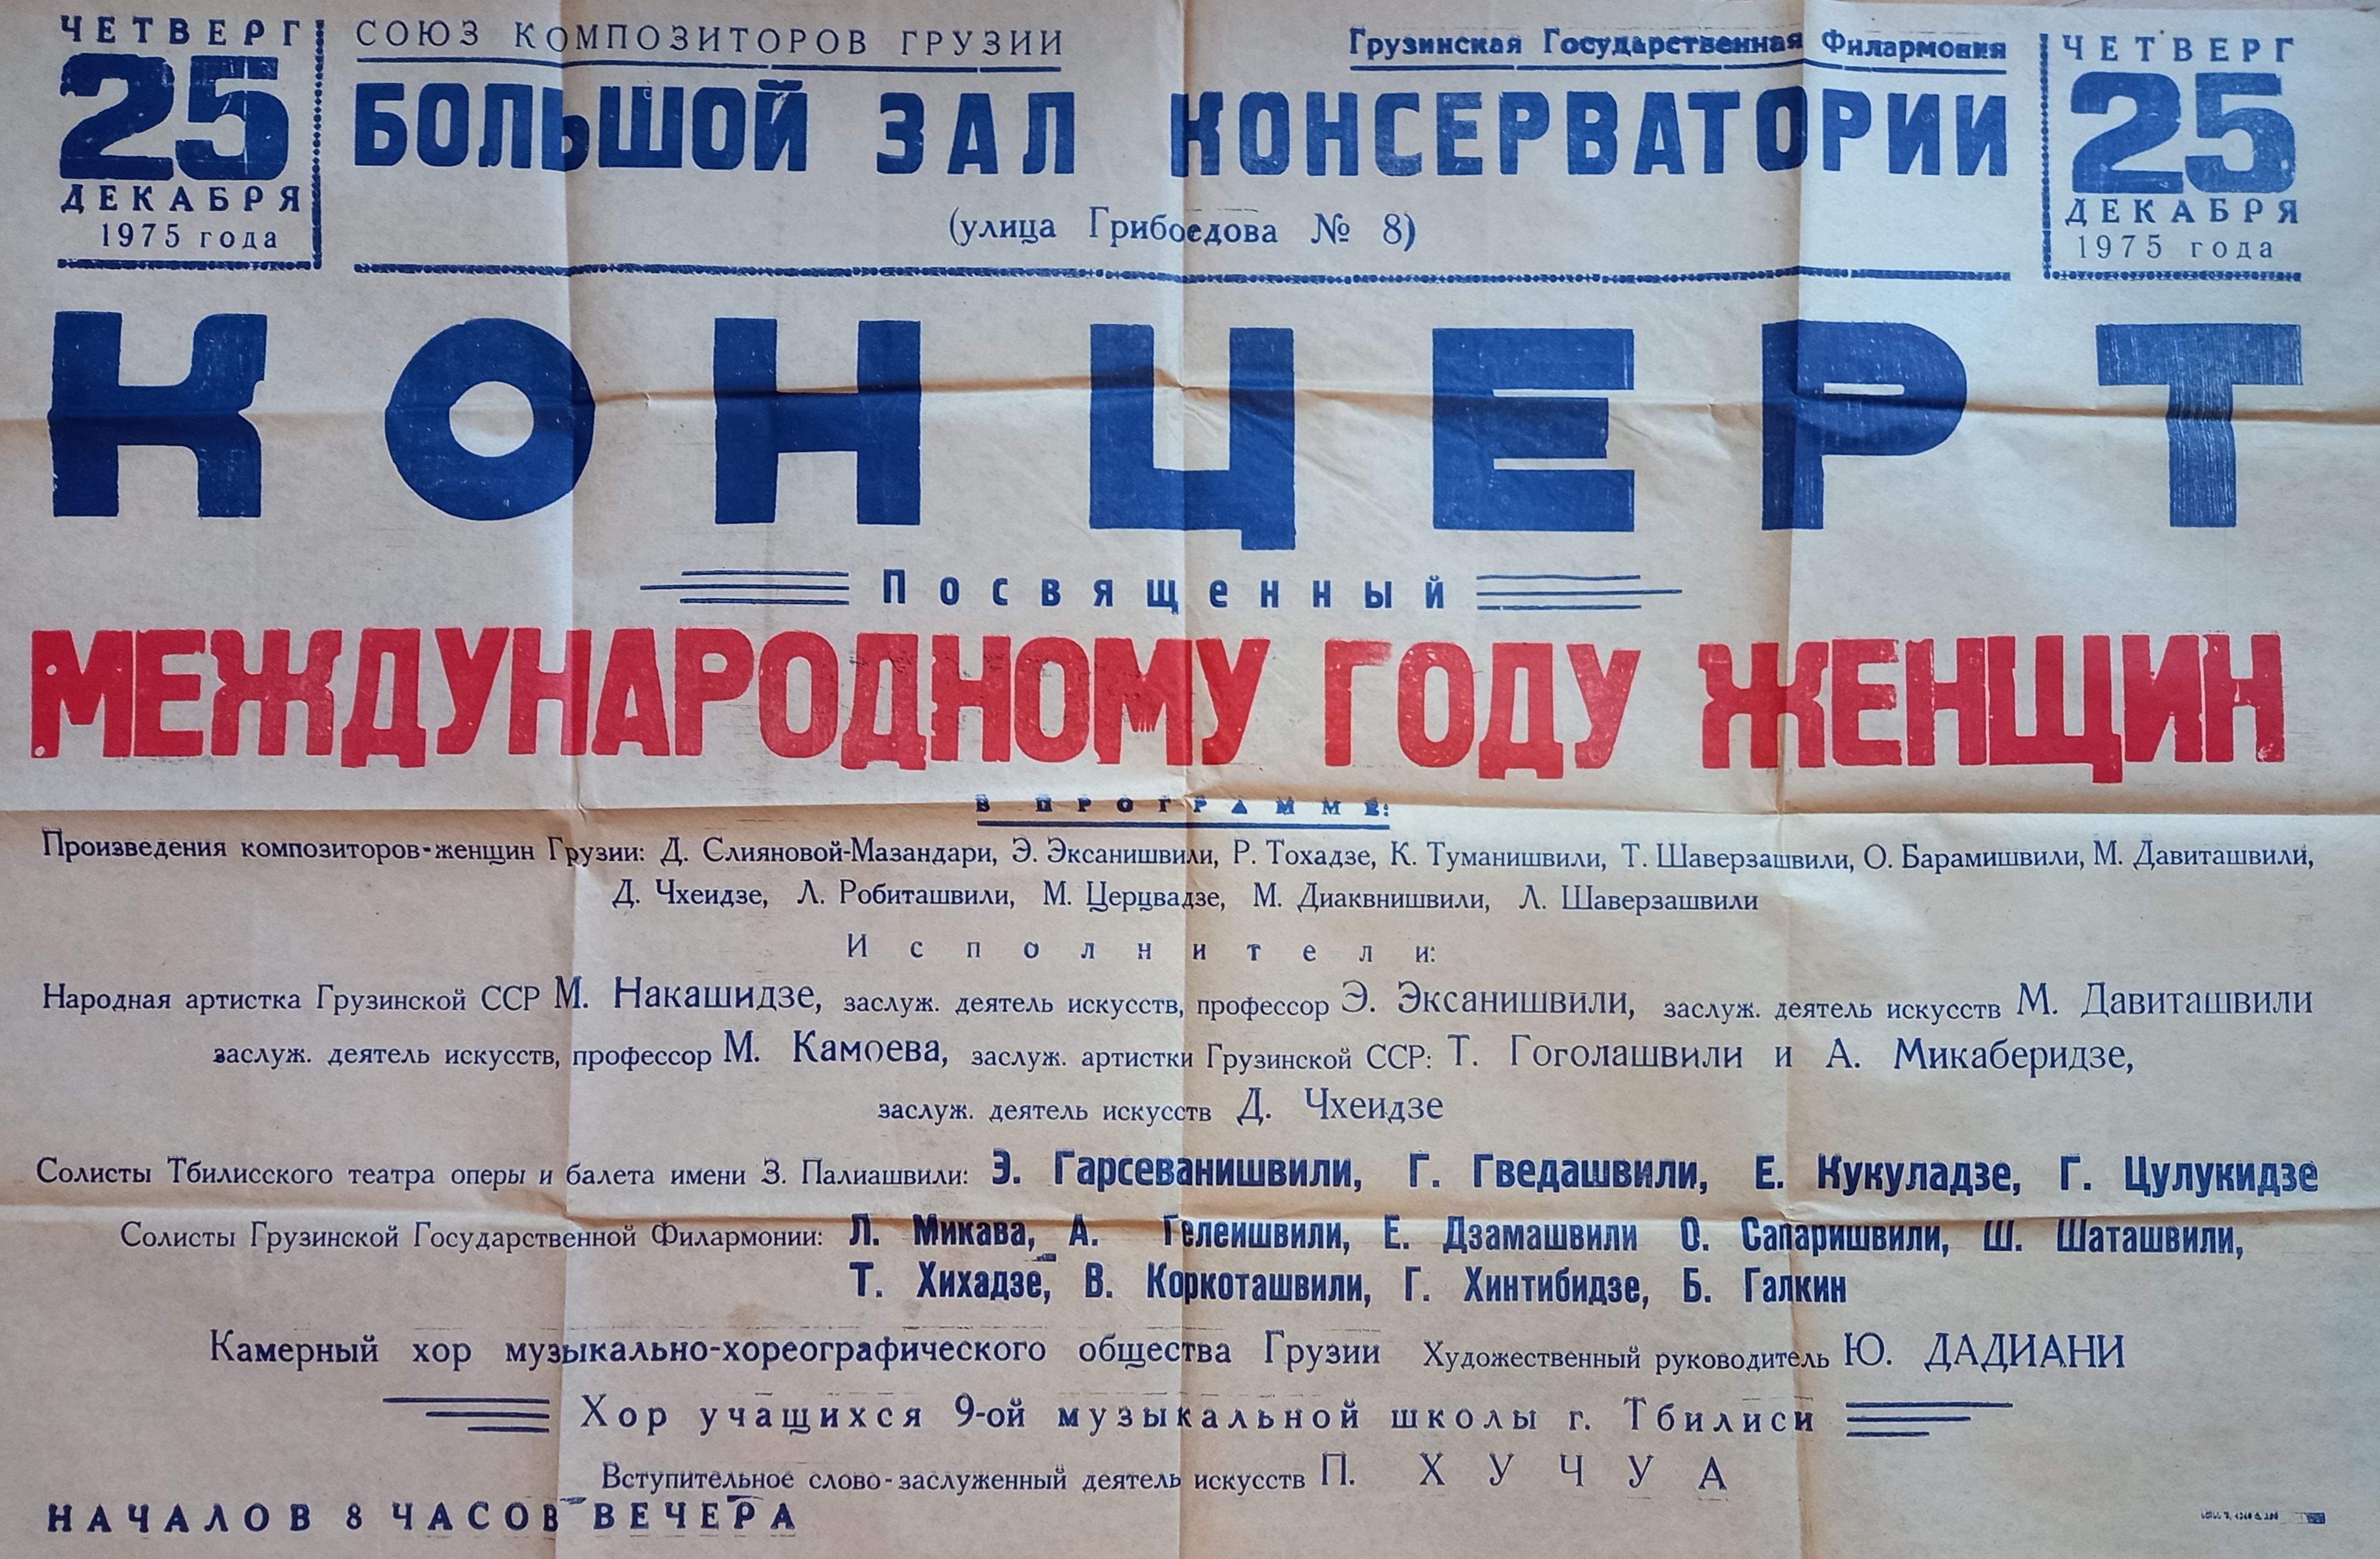 ЧЕТВЕРГ
25
ДЕКАБРЯ
1975 года
СОЮЗ КОМПОЗИТОРОВ ГРУЗИИ
Грузинская Государственная Филармония
БОЛЬШОЙ ЗАЛ КОНСЕРВАТОРИИ
(улица Грибоедова № 8)
ЧЕТВЕРГ
25
ДЕКАБРЯ
1975 года
КОНЦЕРТ
Посвященный
МЕЖДУНАРОДНОМУ ГОДУ ЖЕНЩИН
В ПРОГРАММЕ:
Произведения композиторов-женщин Грузии: Д. Слияновой-Мазандари, Э. Эксанишвили, Р. Тохадзе, К. Туманишвили, Т. Шаверзашвили, О. Барамишвили, М. Давиташвили,
Д. Чхеидзе, Л. Робиташвили, М. Церцвадзе, М. Диаквнишвили, Л. Шаверзашвили
Исполнители:
Народная артистка Грузинской ССР М. Накашидзе, заслуж. деятель искусств, профессор Э. Эксанишвили, заслуж. деятель искусств М. Давиташвили
заслуж. деятель искусств, профессор М. Камоева, заслуж. артистки Грузинской ССР: Т. Гоголашвили и А. Микаберидзе,
заслуж. деятель искусств Д. Чхеидзе
Солисты Тбилисского театра оперы и балета имени З. Палиашвили: Э. Гарсеванишвили, Г. Гведашвили, Е. Кукуладзе, Г. Цулукидзе
Солисты Грузинской Государственной Филармонии: Л. Микава, А. Гелеишвили, Е. Дзамашвили О. Сапаришвили, Ш. Шаташвили,
Т. Хихадзе, В. Коркоташвили, Г. Хинтибидзе, Б. Галкин
Камерный хор музыкально-хореографического общества Грузии Художественный руководитель Ю. ДАДИАНИ
Хор учащихся 9-ой музыкальной школы г. Тбилиси
Вступительное слово-заслуженный деятель искусств П. ХУЧУА
НАЧАЛОВ 8 ЧАСОВ ВЕЧЕРА